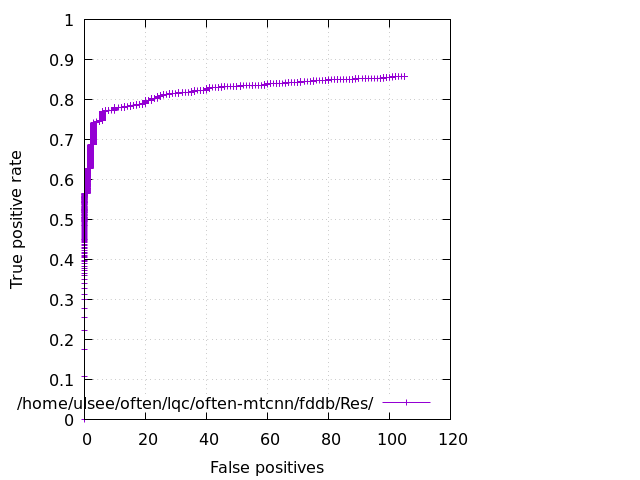 1
0.9
0.8
0.7
0.6
0.5
0.4
0.3
0.2
0.1
0
True positive rate
/home/ulsee/often/lqc/often-mtcnn/fddb/Res/
0 20 40 60 80 100 120
False positives